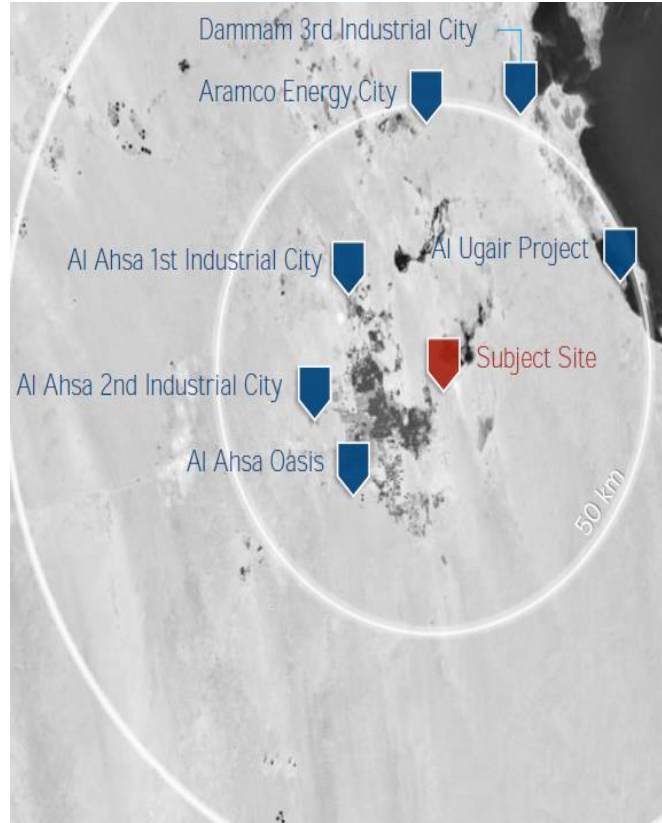 Dammam 3rd Industrial City
Aramco Energy City
Al Ahsa 1st Industrial City
Al Ugair Project
Subject Site
Al Ahsa 2nd Industrial City
Al Ahsa Oasis
50 km